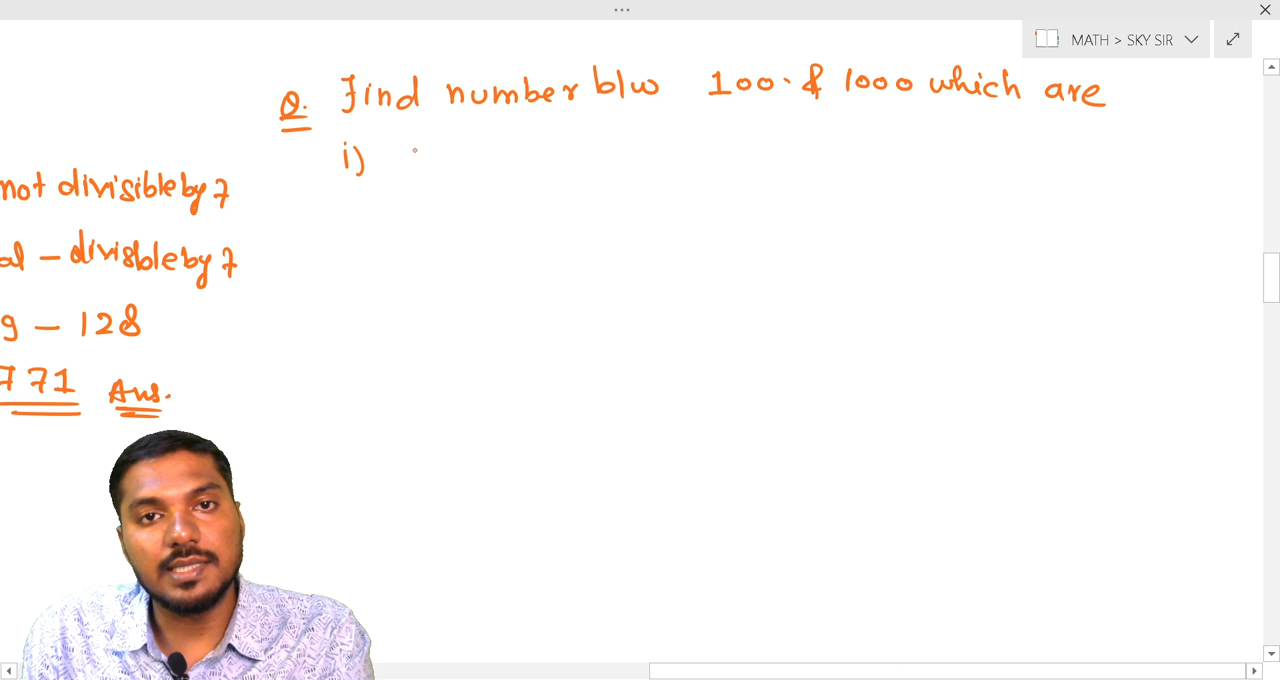 MATH > SKY SIR
Q. Find number b/w 100 & 1000 which are
i)
not divisible by 7
al - divisible by 7
9 - 128
771 Ans.